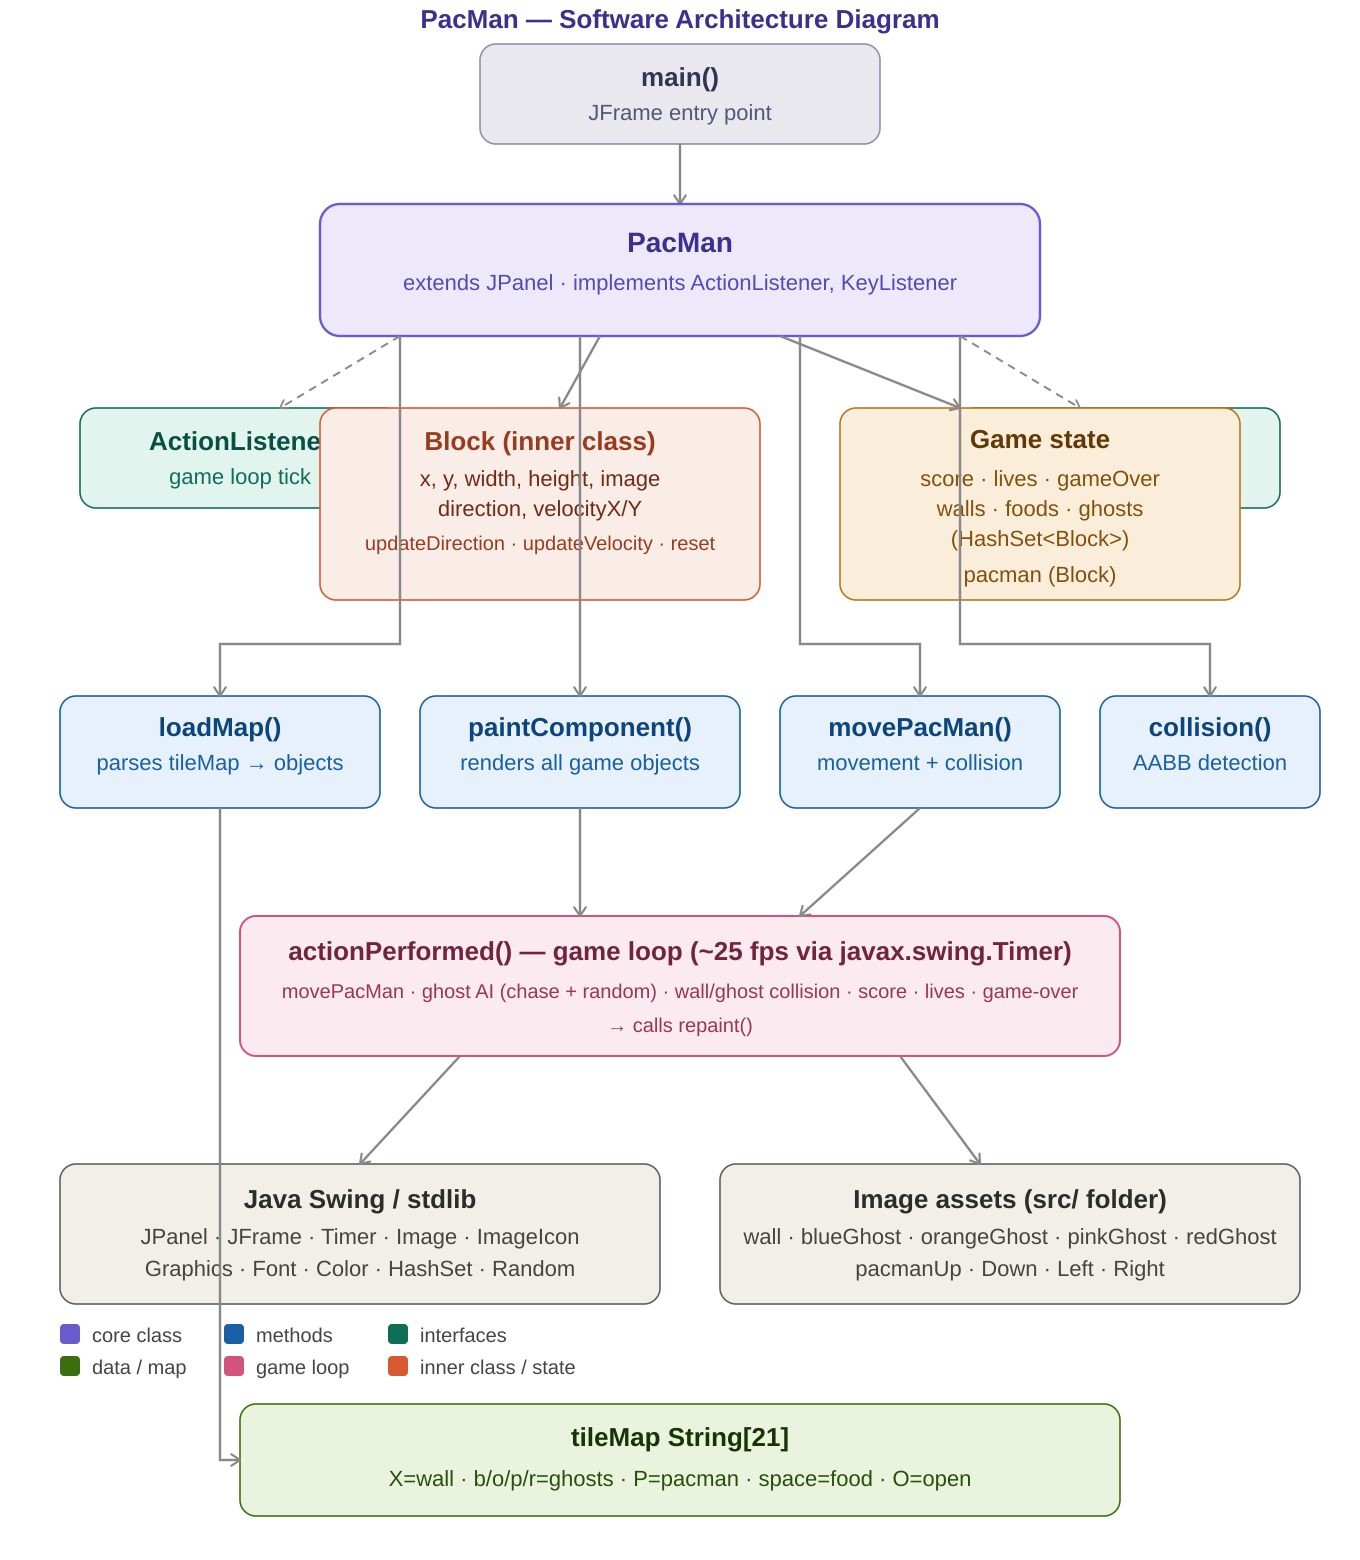 PacMan — Software Architecture Diagram
main()
JFrame entry point
PacMan
extends JPanel · implements ActionListener, KeyListener
ActionListene
game loop tick
Block (inner class)
x, y, width, height, image
direction, velocityX/Y
updateDirection · updateVelocity · reset
Game state
score · lives · gameOver
walls · foods · ghosts
(HashSet<Block>)
pacman (Block)
loadMap()
parses tileMap → objects
paintComponent()
renders all game objects
movePacMan()
movement + collision
collision()
AABB detection
actionPerformed() — game loop (~25 fps via javax.swing.Timer)
movePacMan · ghost AI (chase + random) · wall/ghost collision · score · lives · game-over
→ calls repaint()
Java Swing / stdlib
JPanel · JFrame · Timer · Image · ImageIcon
Graphics · Font · Color · HashSet · Random
Image assets (src/ folder)
wall · blueGhost · orangeGhost · pinkGhost · redGhost
pacmanUp · Down · Left · Right
core class
methods
interfaces
data / map
game loop
inner class / state
tileMap String[21]
X=wall · b/o/p/r=ghosts · P=pacman · space=food · O=open